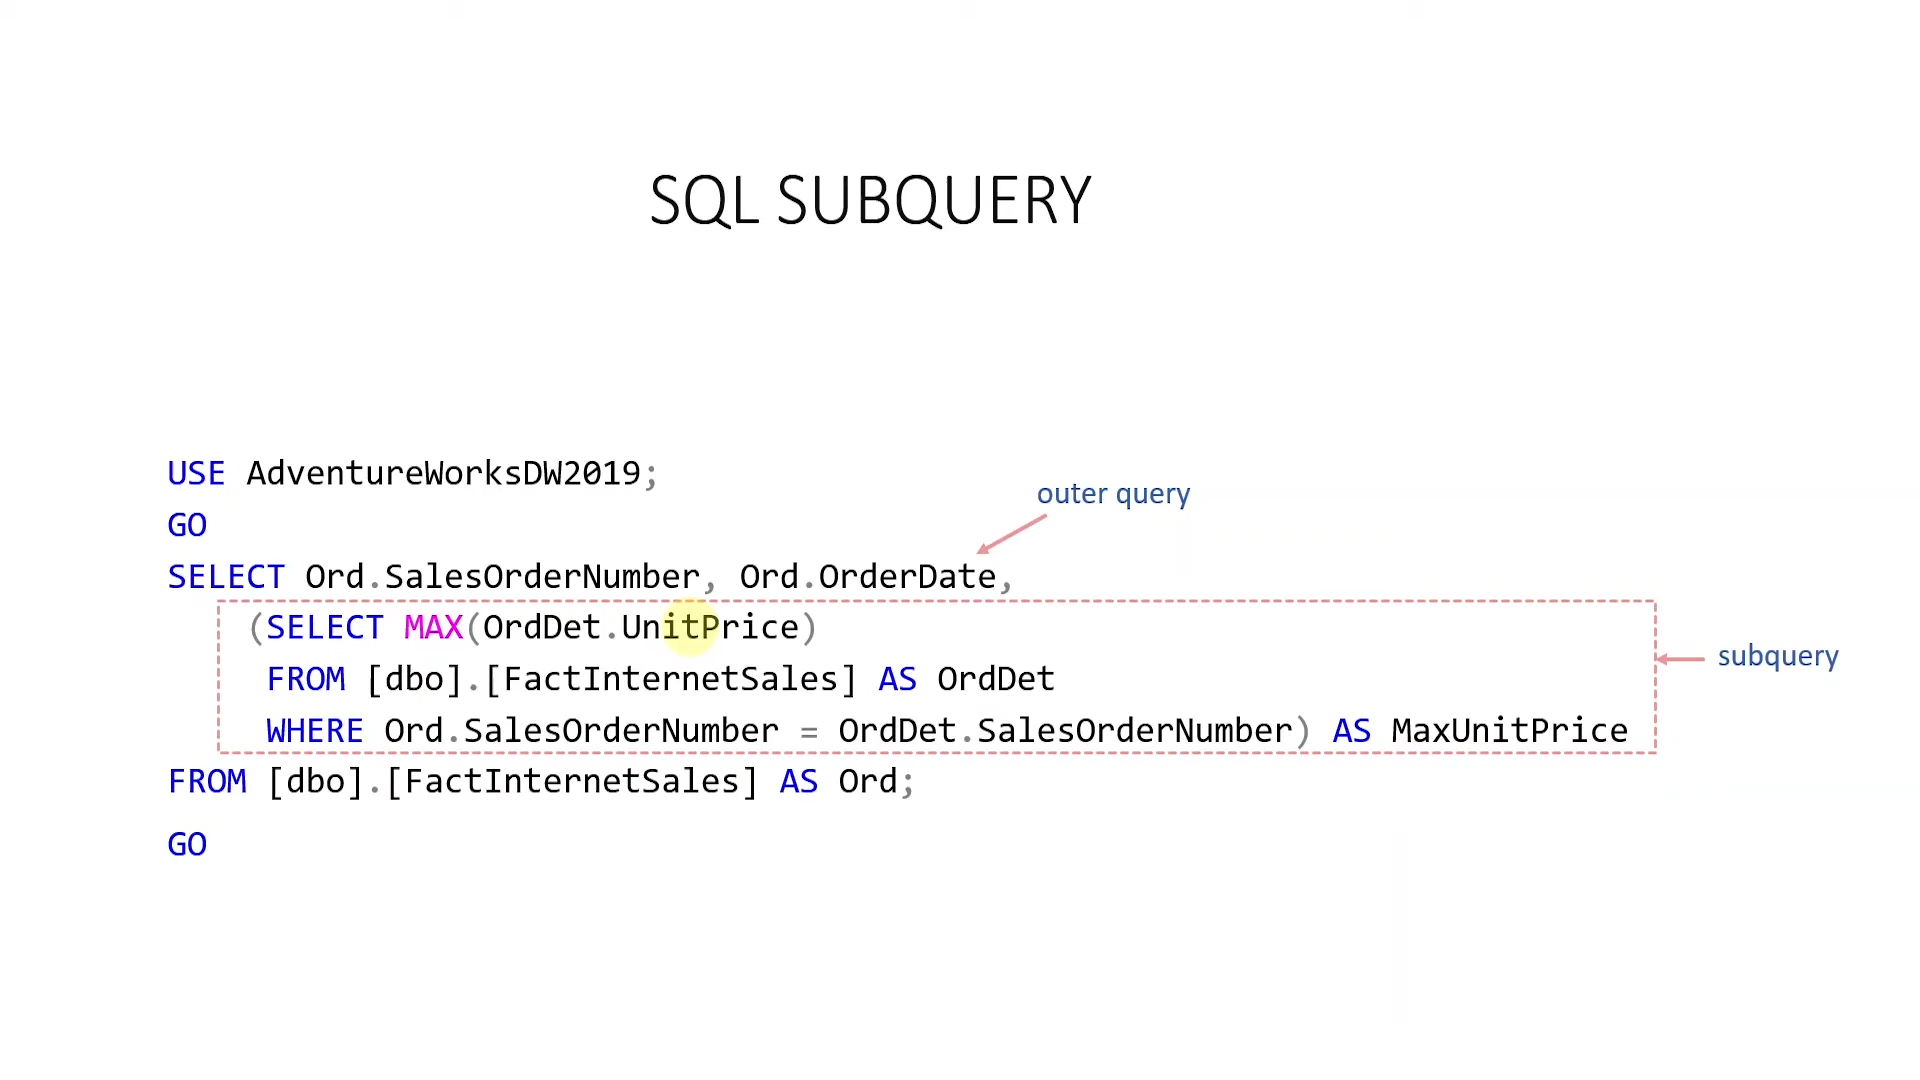 SQL SUBQUERY
USE AdventureWorksDW2019;
outer query
GO
SELECT Ord.SalesOrderNumber, Ord.OrderDate,
(SELECT MAX(OrdDet.UnitPrice)
FROM [dbo].[FactInternetSales] AS OrdDet
subquery
WHERE Ord.SalesOrderNumber = OrdDet.SalesOrderNumber) AS MaxUnitPrice
FROM [dbo].[FactInternetSales] AS Ord;
GO